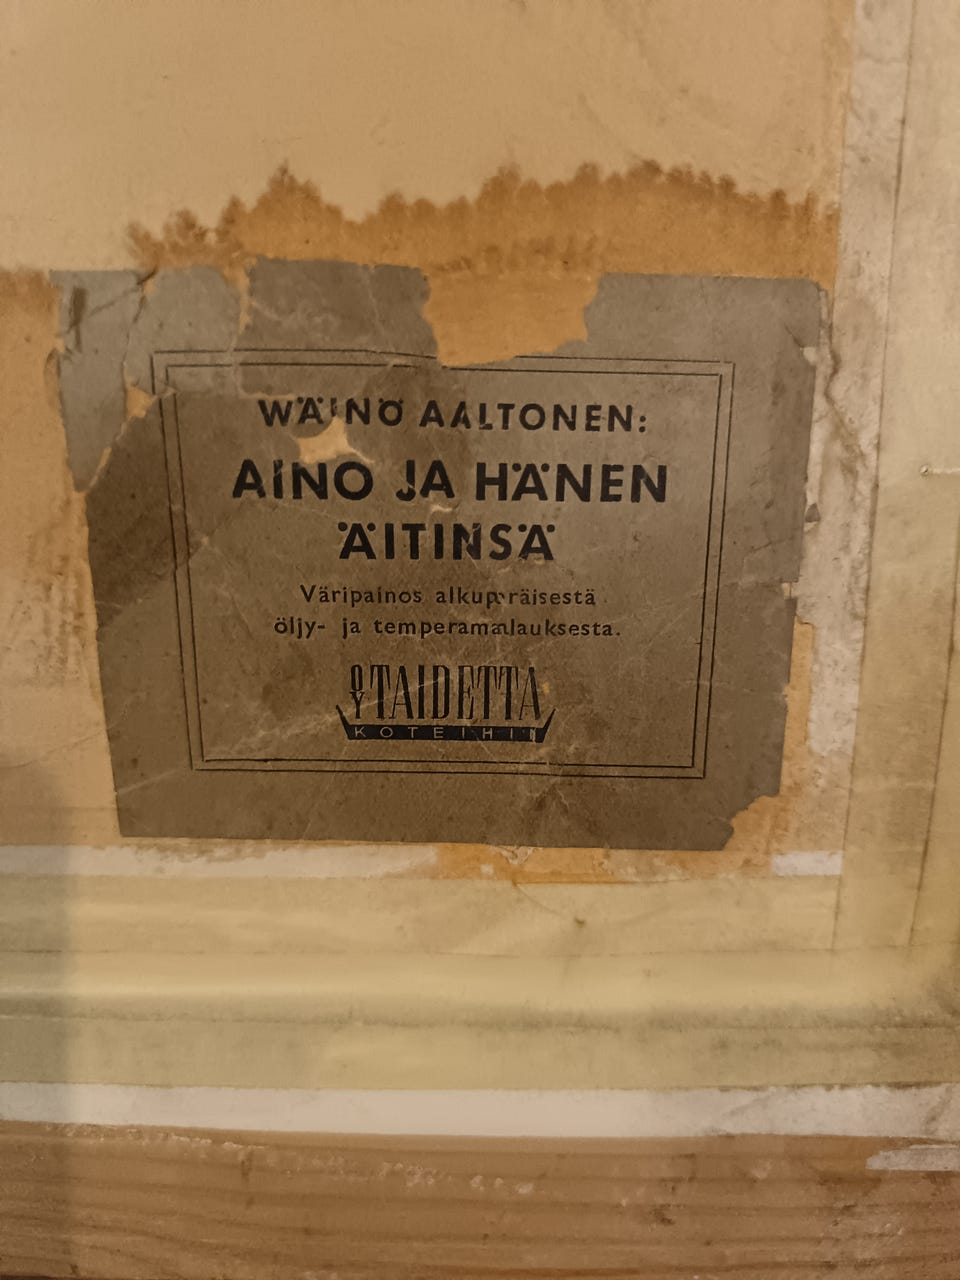 WÄINÖ AALTONEN:
AINO JA HÄNEN
ÄITINSÄ
Väripainos alkuperäisestä
öljy- ja temperamaalauksesta.
OY TAIDETTA
KOTEIHIN